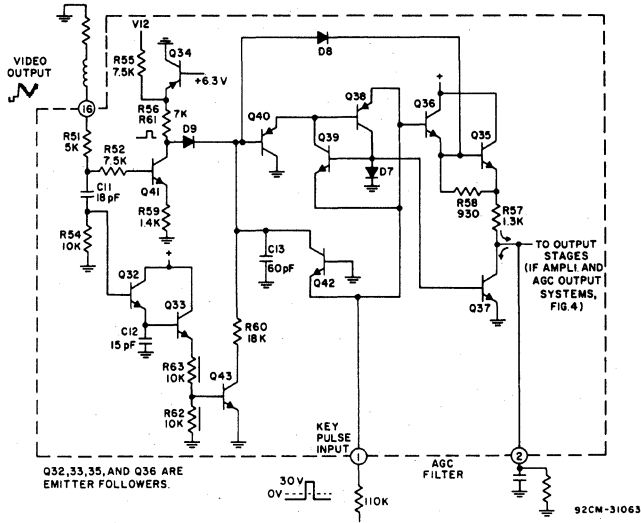 VIDEO
OUTPUT
16
V12
R55
7.5K
Q34
+6.3V
R56
R61
7K
D9
D8
R51
5K
R52
7.5K
C11
18pF
Q41
R59
1.4K
R54
10K
Q40
Q39
Q38
D7
Q36
+
Q35
R58
930
R57
1.3K
TO OUTPUT
STAGES
(IF AMPLI. AND
AGC OUTPUT
SYSTEMS,
FIG.4)
C13
60pF
Q42
Q37
Q32
+
Q33
C12
15pF
R60
18K
R63
10K
R62
10K
Q43
KEY
PULSE
INPUT
1
AGC
FILTER
2
Q32,33,35, AND Q36 ARE
EMITTER FOLLOWERS.
30V
0V
110K
92CM-31063